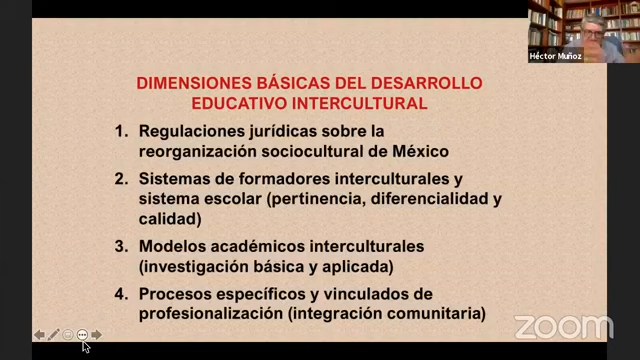 Héctor Muñoz
DIMENSIONES BÁSICAS DEL DESARROLLO
EDUCATIVO INTERCULTURAL
1. Regulaciones jurídicas sobre la
reorganización sociocultural de México
2. Sistemas de formadores interculturales y
sistema escolar (pertinencia, diferencialidad y
calidad)
3. Modelos académicos interculturales
(investigación básica y aplicada)
4. Procesos específicos y vinculados de
profesionalización (integración comunitaria)
zoom